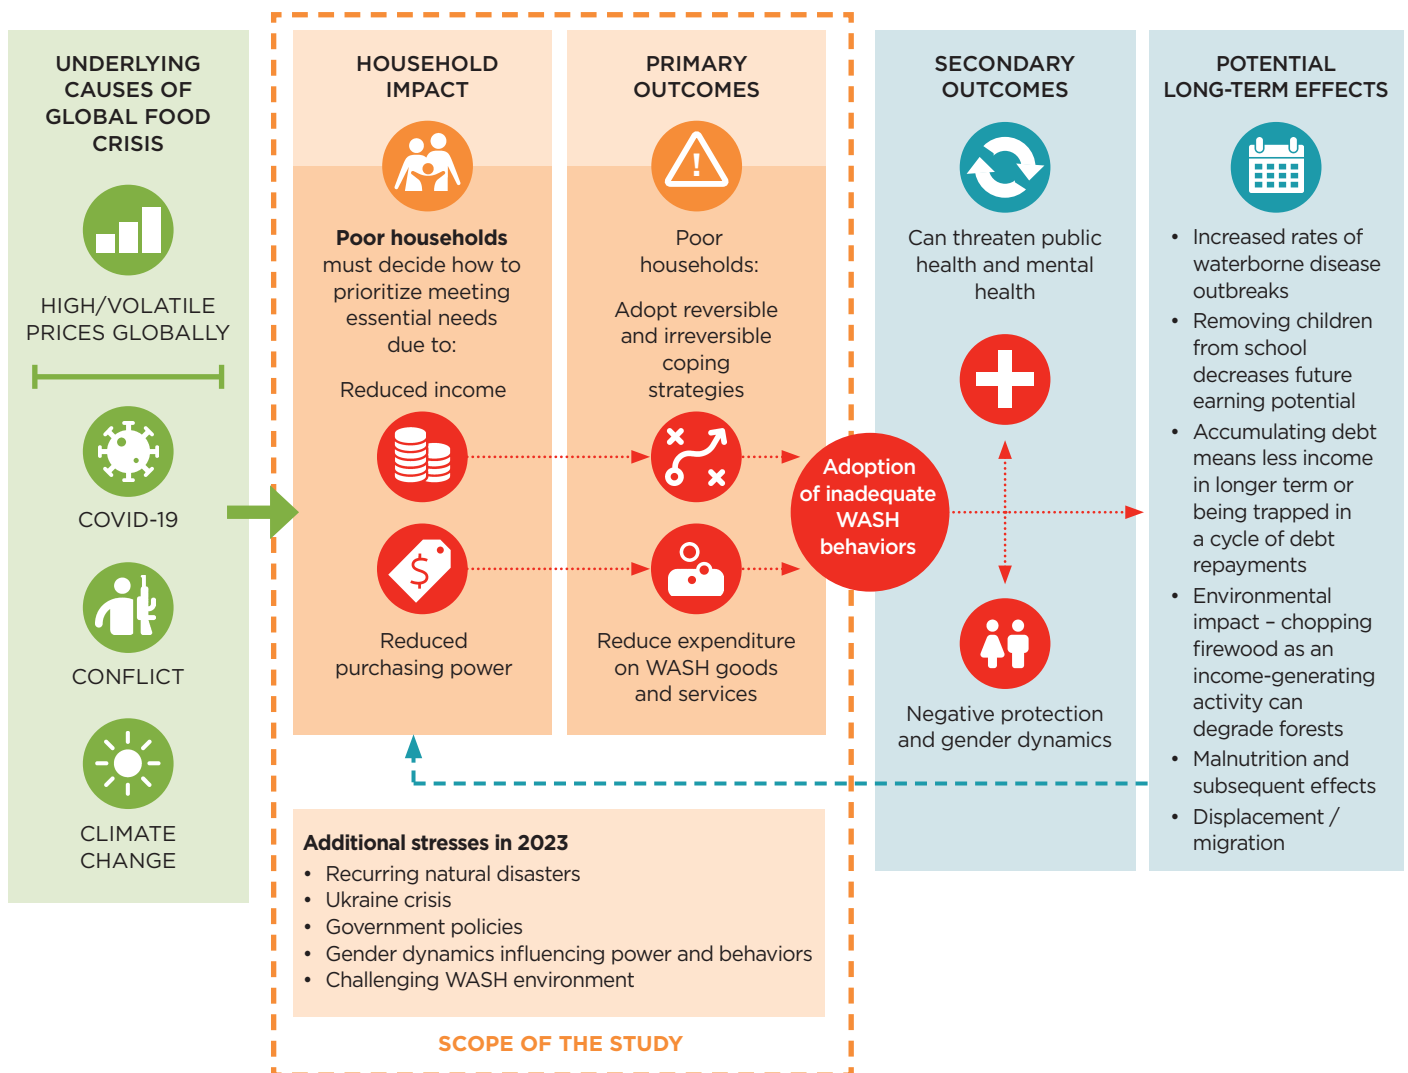 UNDERLYING
CAUSES OF
GLOBAL FOOD
CRISIS
HIGH/VOLATILE
PRICES GLOBALLY
COVID-19
CONFLICT
CLIMATE
CHANGE
HOUSEHOLD
IMPACT
Poor households
must decide how to
prioritize meeting
essential needs
due to:
Reduced income
$
Reduced
purchasing power
PRIMARY
OUTCOMES
!
Poor
households:
Adopt reversible
and irreversible
coping
strategies
Reduce expenditure
on WASH goods
and services
Adoption
of inadequate
WASH
behaviors
SECONDARY
OUTCOMES
Can threaten public
health and mental
health
Negative protection
and gender dynamics
POTENTIAL
LONG-TERM EFFECTS
• Increased rates of
waterborne disease
outbreaks
• Removing children
from school
decreases future
earning potential
• Accumulating debt
means less income
in longer term or
being trapped in
a cycle of debt
repayments
• Environmental
impact – chopping
firewood as an
income-generating
activity can
degrade forests
• Malnutrition and
subsequent effects
• Displacement /
migration
Additional stresses in 2023
• Recurring natural disasters
• Ukraine crisis
• Government policies
• Gender dynamics influencing power and behaviors
• Challenging WASH environment
SCOPE OF THE STUDY